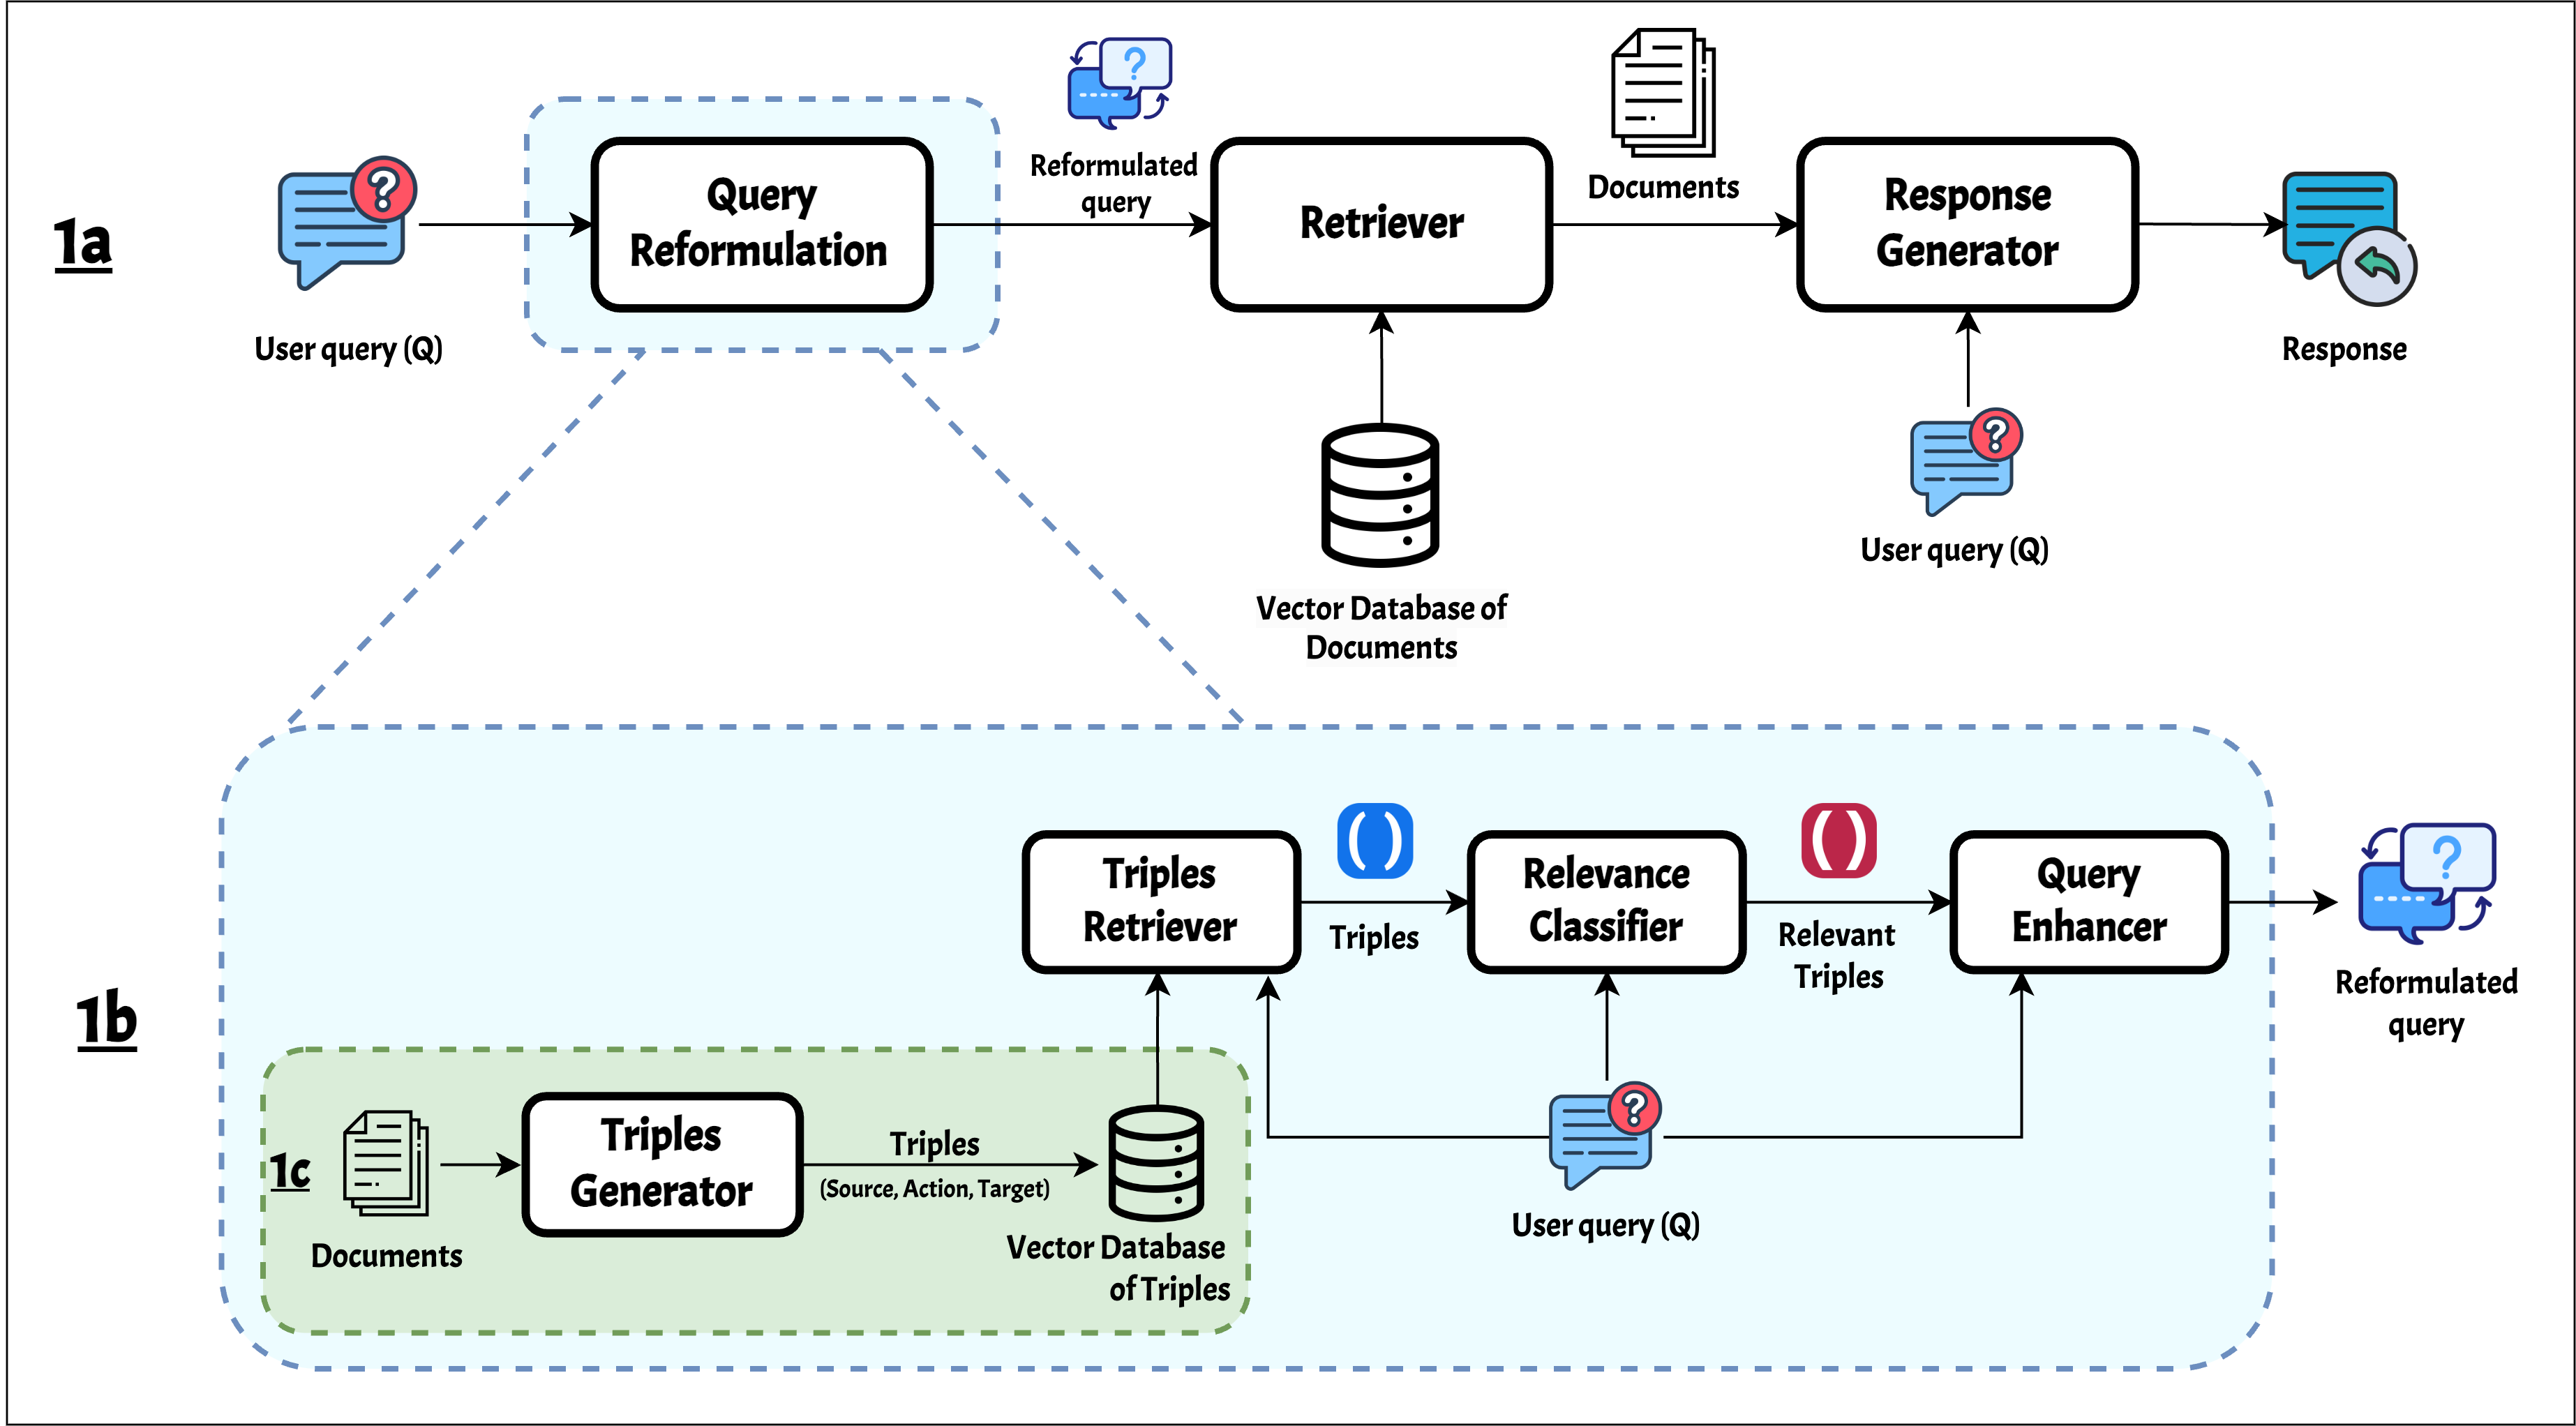 1a
User query (Q)
Query
Reformulation
Reformulated
query
Retriever
Vector Database of
Documents
Documents
Response
Generator
User query (Q)
Response
1b
Triples
Retriever
Triples
Relevance
Classifier
Relevant
Triples
Query
Enhancer
Reformulated
query
User query (Q)
1c
Documents
Triples
Generator
Triples
(Source, Action, Target)
Vector Database
of Triples